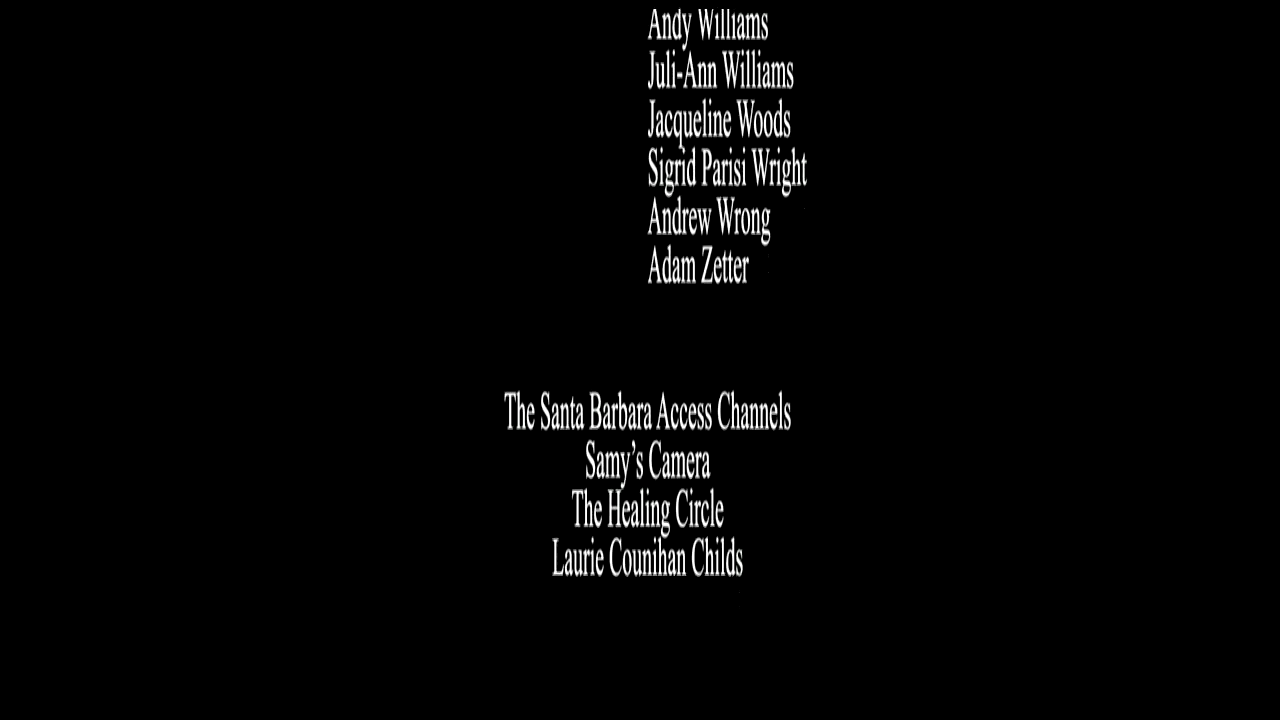 Andy Williams
Juli-Ann Williams
Jacqueline Woods
Sigrid Parisi Wright
Andrew Wrong
Adam Zetter
The Santa Barbara Access Channels
Samy’s Camera
The Healing Circle
Laurie Counihan Childs